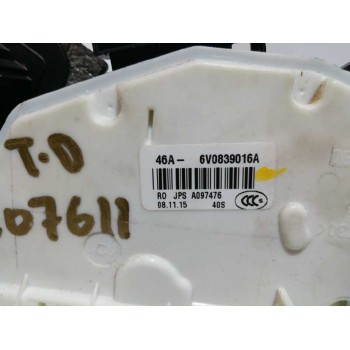 46A- 6V0839016A
RO JPS A097476
08.11.15 40S
CCC S
T.D
07611